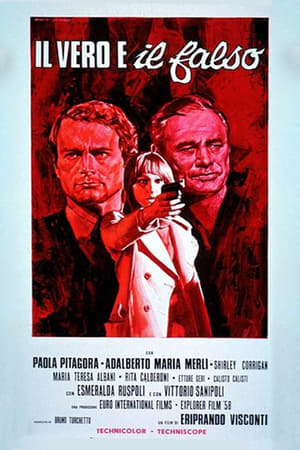 IL VERO E il falso
CON
PAOLA PITAGORA - ADALBERTO MARIA MERLI - SHIRLEY CORRIGAN
MARIA TERESA ALBANI - RITA CALDERONI - ETTORE GERI - CALISTO CALISTI
CON ESMERALDA RUSPOLI E CON VITTORIO SANIPOLI
UNA PRODUZIONE EURO INTERNATIONAL FILMS - EXPLORER FILM '58
PRODOTTO DA BRUNO TURCHETTO UN FILM DI ERIPRANDO VISCONTI
TECHNICOLOR - TECHNISCOPE